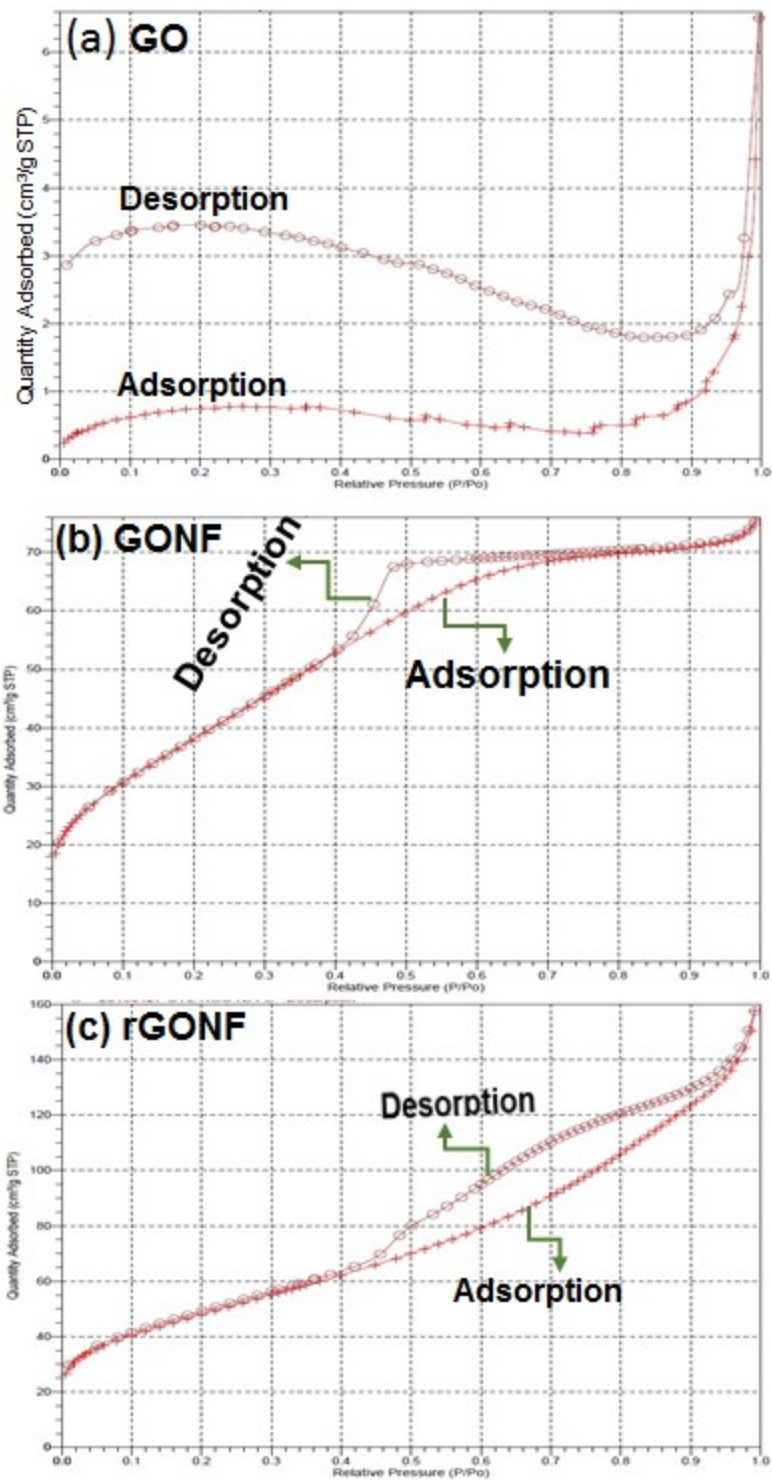 (a) GO
Quantity Adsorbed (cm³/g STP)
6
5
4
3
2
1
0
Desorption
Adsorption
0.0 0.1 0.2 0.3 0.4 0.5 0.6 0.7 0.8 0.9 1.0
Relative Pressure (P/Po)
(b) GONF
Quantity Adsorbed (cm³/g STP)
70
60
50
40
30
20
10
0
Desorption
Adsorption
0.0 0.1 0.2 0.3 0.4 0.5 0.6 0.7 0.8 0.9 1.0
Relative Pressure (P/Po)
(c) rGONF
Quantity Adsorbed (cm³/g STP)
160
140
120
100
80
60
40
20
0
Desorption
Adsorption
0.0 0.1 0.2 0.3 0.4 0.5 0.6 0.7 0.8 0.9 1.0
Relative Pressure (P/Po)